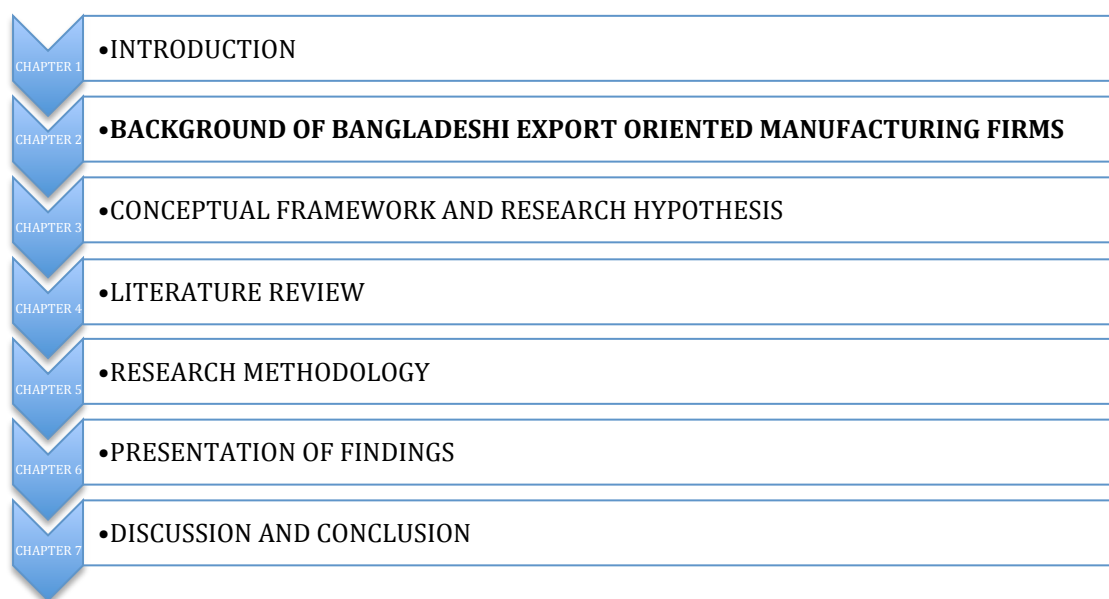 CHAPTER 1
•INTRODUCTION
CHAPTER 2
•BACKGROUND OF BANGLADESHI EXPORT ORIENTED MANUFACTURING FIRMS
CHAPTER 3
•CONCEPTUAL FRAMEWORK AND RESEARCH HYPOTHESIS
CHAPTER 4
•LITERATURE REVIEW
CHAPTER 5
•RESEARCH METHODOLOGY
CHAPTER 6
•PRESENTATION OF FINDINGS
CHAPTER 7
•DISCUSSION AND CONCLUSION